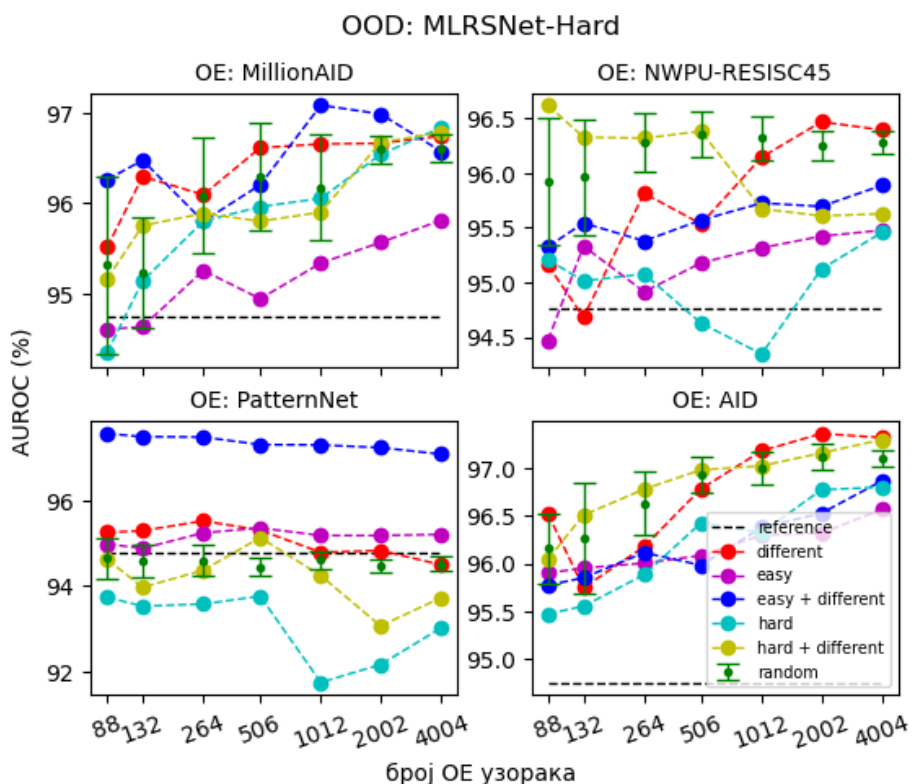 OOD: MLRSNet-Hard
OE: MillionAID
OE: NWPU-RESISC45
97
96
95
96.5
96.0
95.5
95.0
94.5
AUROC (%)
OE: PatternNet
OE: AID
96
94
92
97.0
96.5
96.0
95.5
95.0
reference
different
easy
easy + different
hard
hard + different
random
88 132 264 506 1012 2002 4004
88 132 264 506 1012 2002 4004
број OE узорака